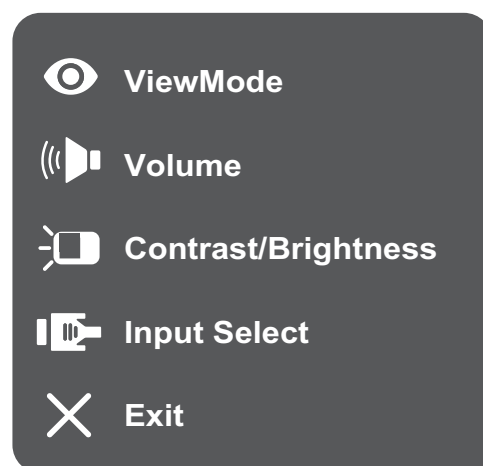 ViewMode
Volume
Contrast/Brightness
Input Select
Exit